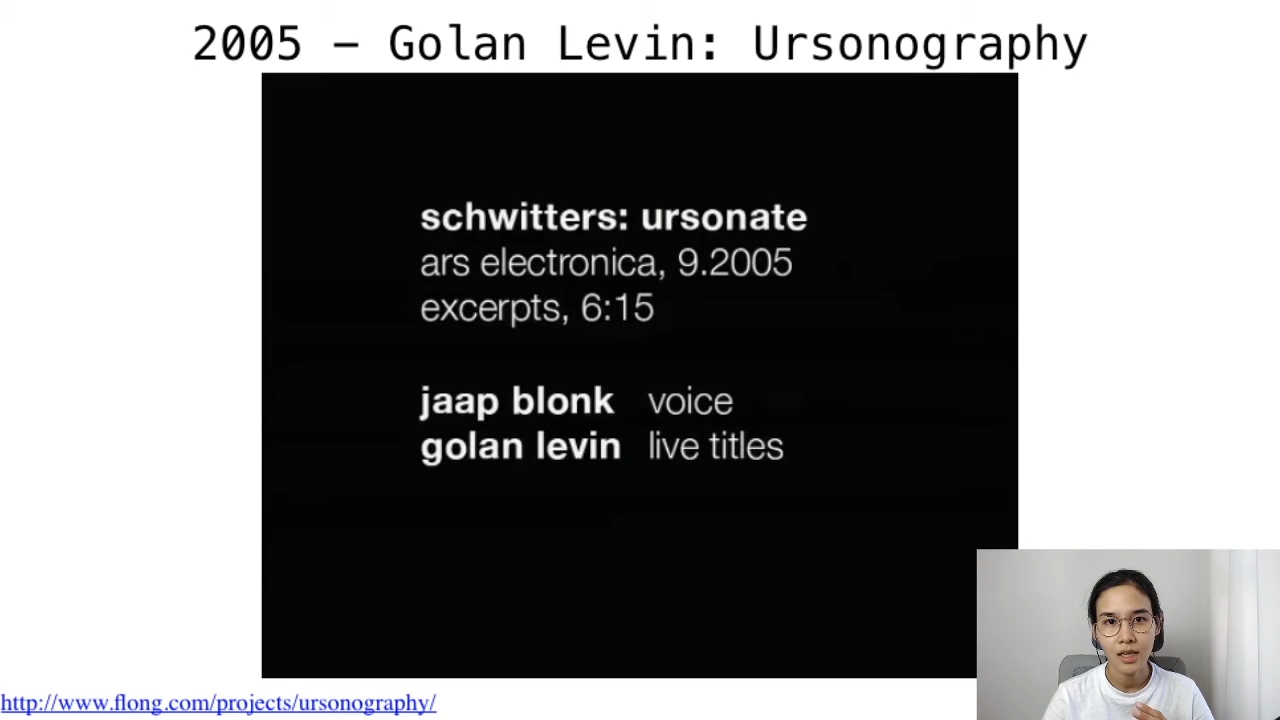 2005 – Golan Levin: Ursonography
schwitters: ursonate
ars electronica, 9.2005
excerpts, 6:15
jaap blonk voice
golan levin live titles
http://www.flong.com/projects/ursonography/